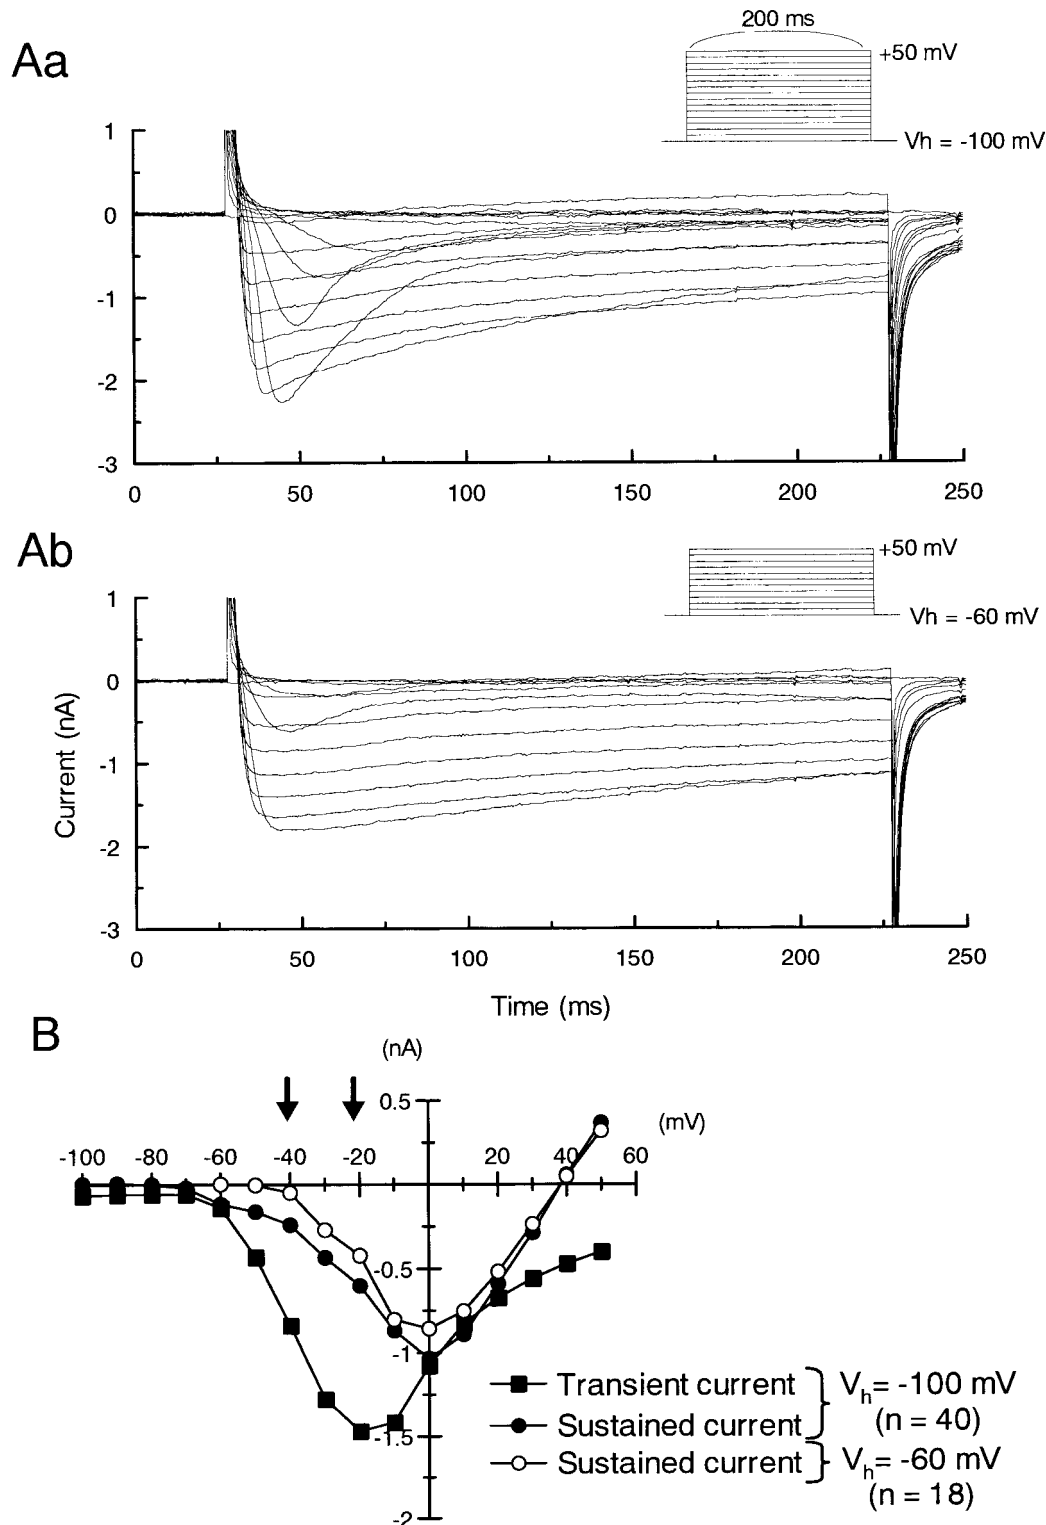 Aa
200 ms
+50 mV
Vh = -100 mV
1
0
-1
-2
-3
0 50 100 150 200 250
Ab
+50 mV
Vh = -60 mV
1
0
-1
-2
-3
Current (nA)
0 50 100 150 200 250
Time (ms)
B
(nA)
0.5
(mV)
-100 -80 -60 -40 -20 20 40 60
-0.5
-1
-1.5
-2
Transient current
Sustained current
Vh= -100 mV
(n = 40)
Sustained current
Vh= -60 mV
(n = 18)